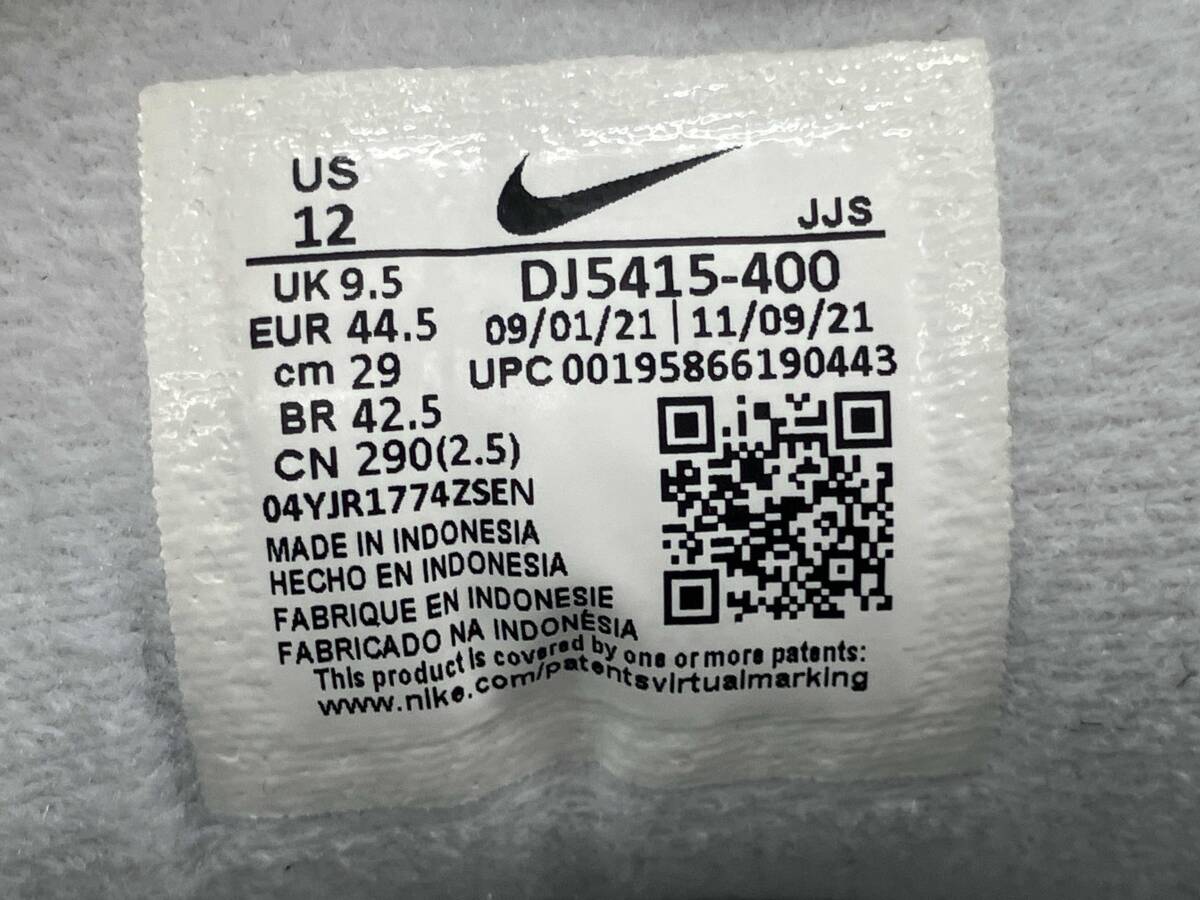 US
12
JJS
UK 9.5
EUR 44.5
cm 29
BR 42.5
CN 290(2.5)
DJ5415-400
09/01/21 | 11/09/21
UPC 00195866190443
04YJR1774ZSEN
MADE IN INDONESIA
HECHO EN INDONESIA
FABRIQUE EN INDONESIE
FABRICADO NA INDONÉSIA
This product is covered by one or more patents:
www.nike.com/patentsvirtualmarking